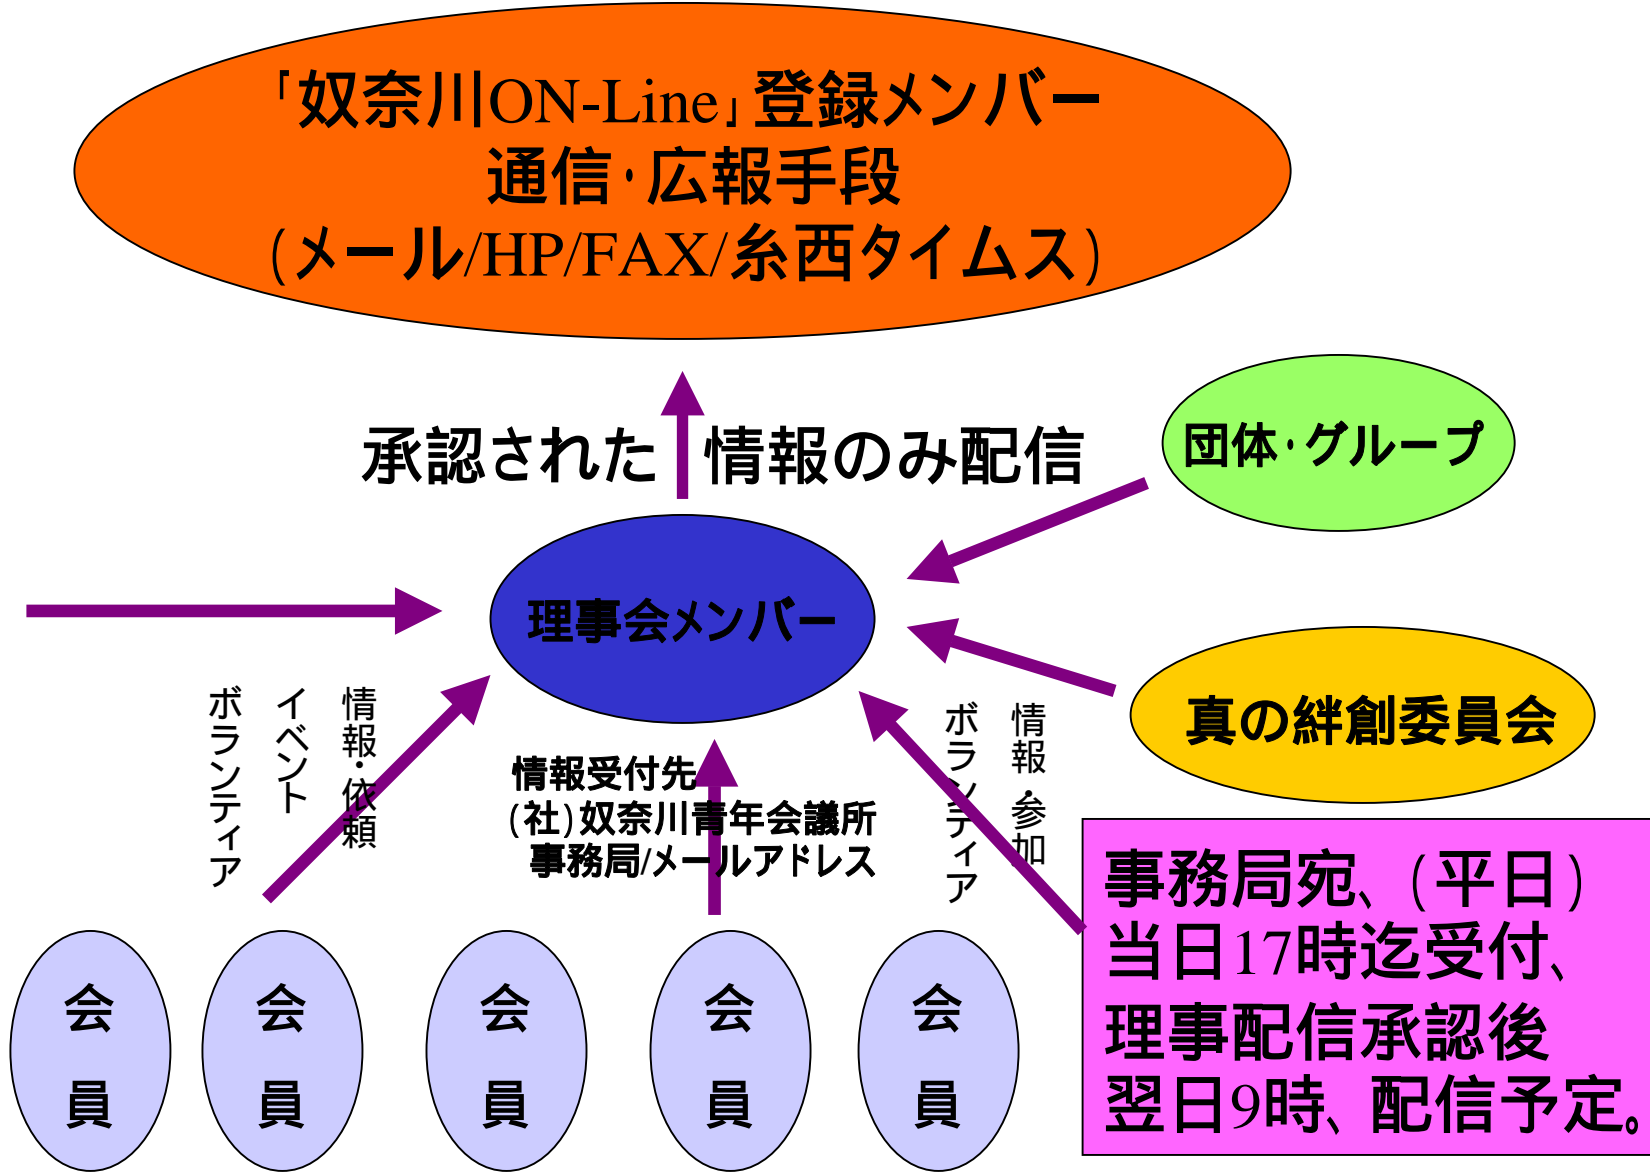 「奴奈川ON-Line」登録メンバー
通信・広報手段
(メール/HP/FAX/糸西タイムス)
承認された 情報のみ配信
団体・グループ
理事会メンバー
真の絆創委員会
情報・依頼
イベント
ボランティア
情報受付先
(社)奴奈川青年会議所
事務局/メールアドレス
情報・参加
ボランティア
事務局宛、(平日)
当日17時迄受付、
理事配信承認後
翌日9時、配信予定。
会員
会員
会員
会員
会員